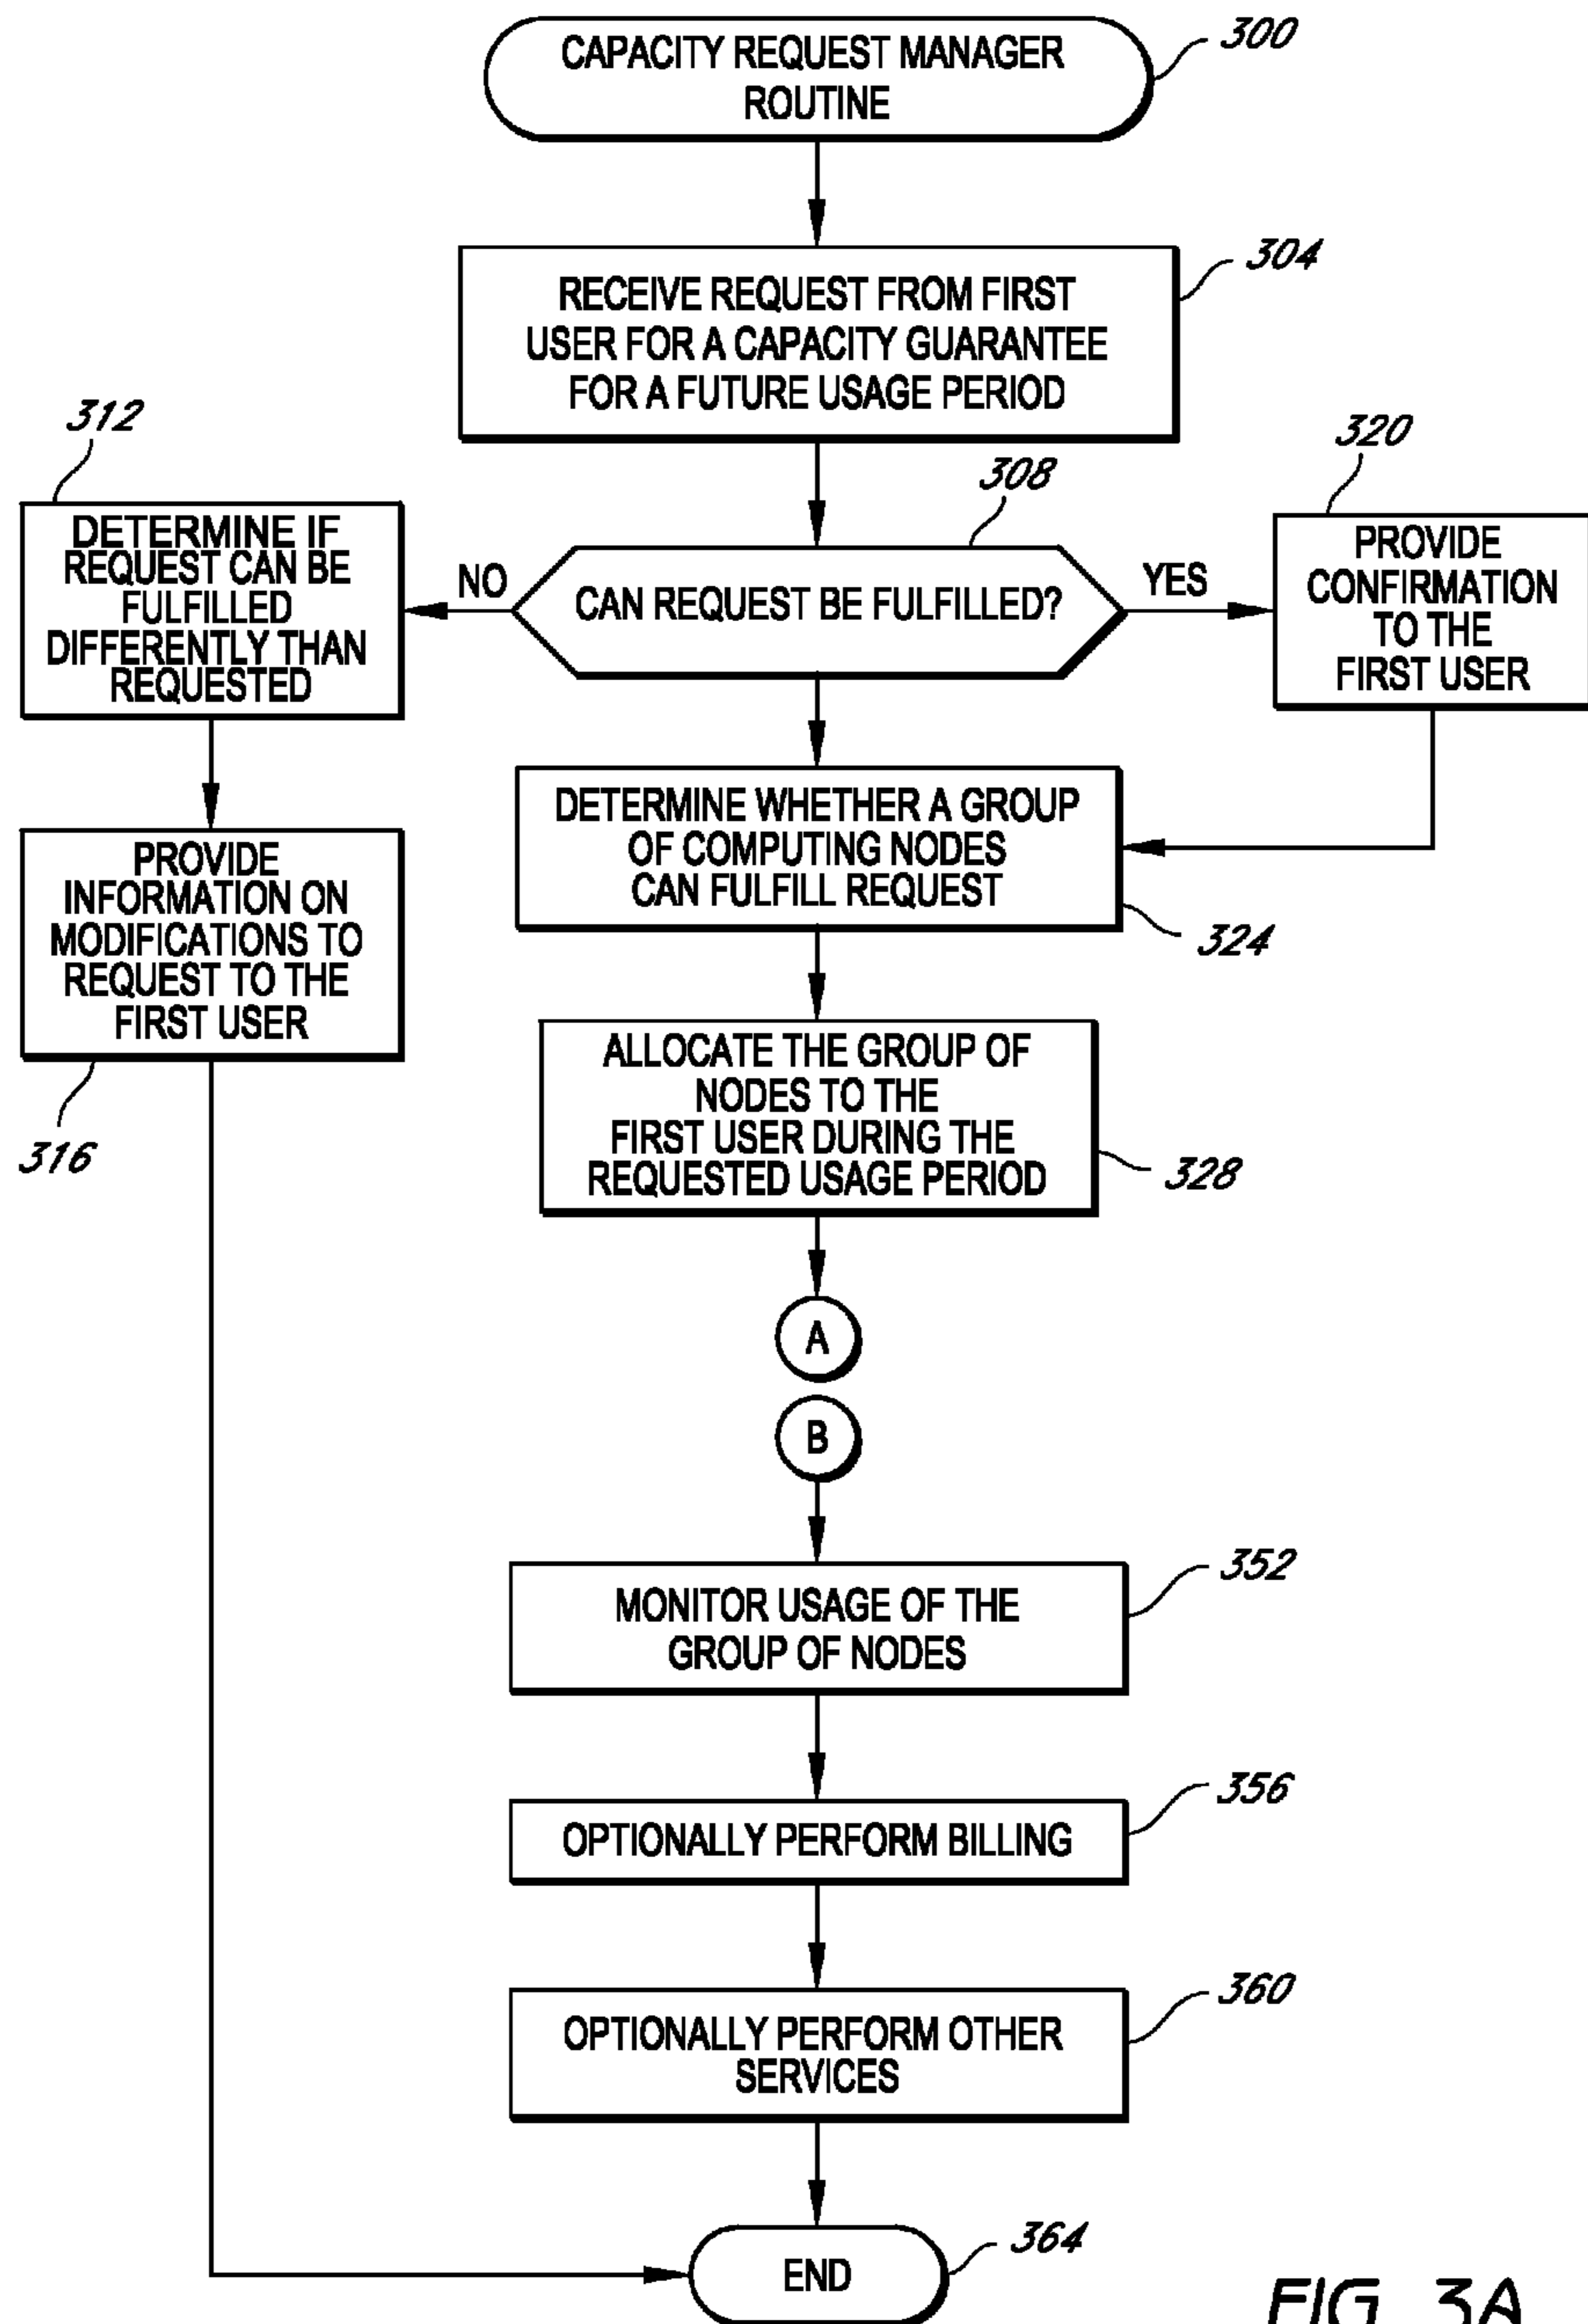 CAPACITY REQUEST MANAGER
ROUTINE
300
RECEIVE REQUEST FROM FIRST
USER FOR A CAPACITY GUARANTEE
FOR A FUTURE USAGE PERIOD
304
312
DETERMINE IF
REQUEST CAN BE
FULFILLED
DIFFERENTLY THAN
REQUESTED
NO
308
CAN REQUEST BE FULFILLED?
YES
320
PROVIDE
CONFIRMATION
TO THE
FIRST USER
PROVIDE
INFORMATION ON
MODIFICATIONS TO
REQUEST TO THE
FIRST USER
316
DETERMINE WHETHER A GROUP
OF COMPUTING NODES
CAN FULFILL REQUEST
324
ALLOCATE THE GROUP OF
NODES TO THE
FIRST USER DURING THE
REQUESTED USAGE PERIOD
328
A
B
MONITOR USAGE OF THE
GROUP OF NODES
352
OPTIONALLY PERFORM BILLING
356
OPTIONALLY PERFORM OTHER
SERVICES
360
END
364
FIG. 3A